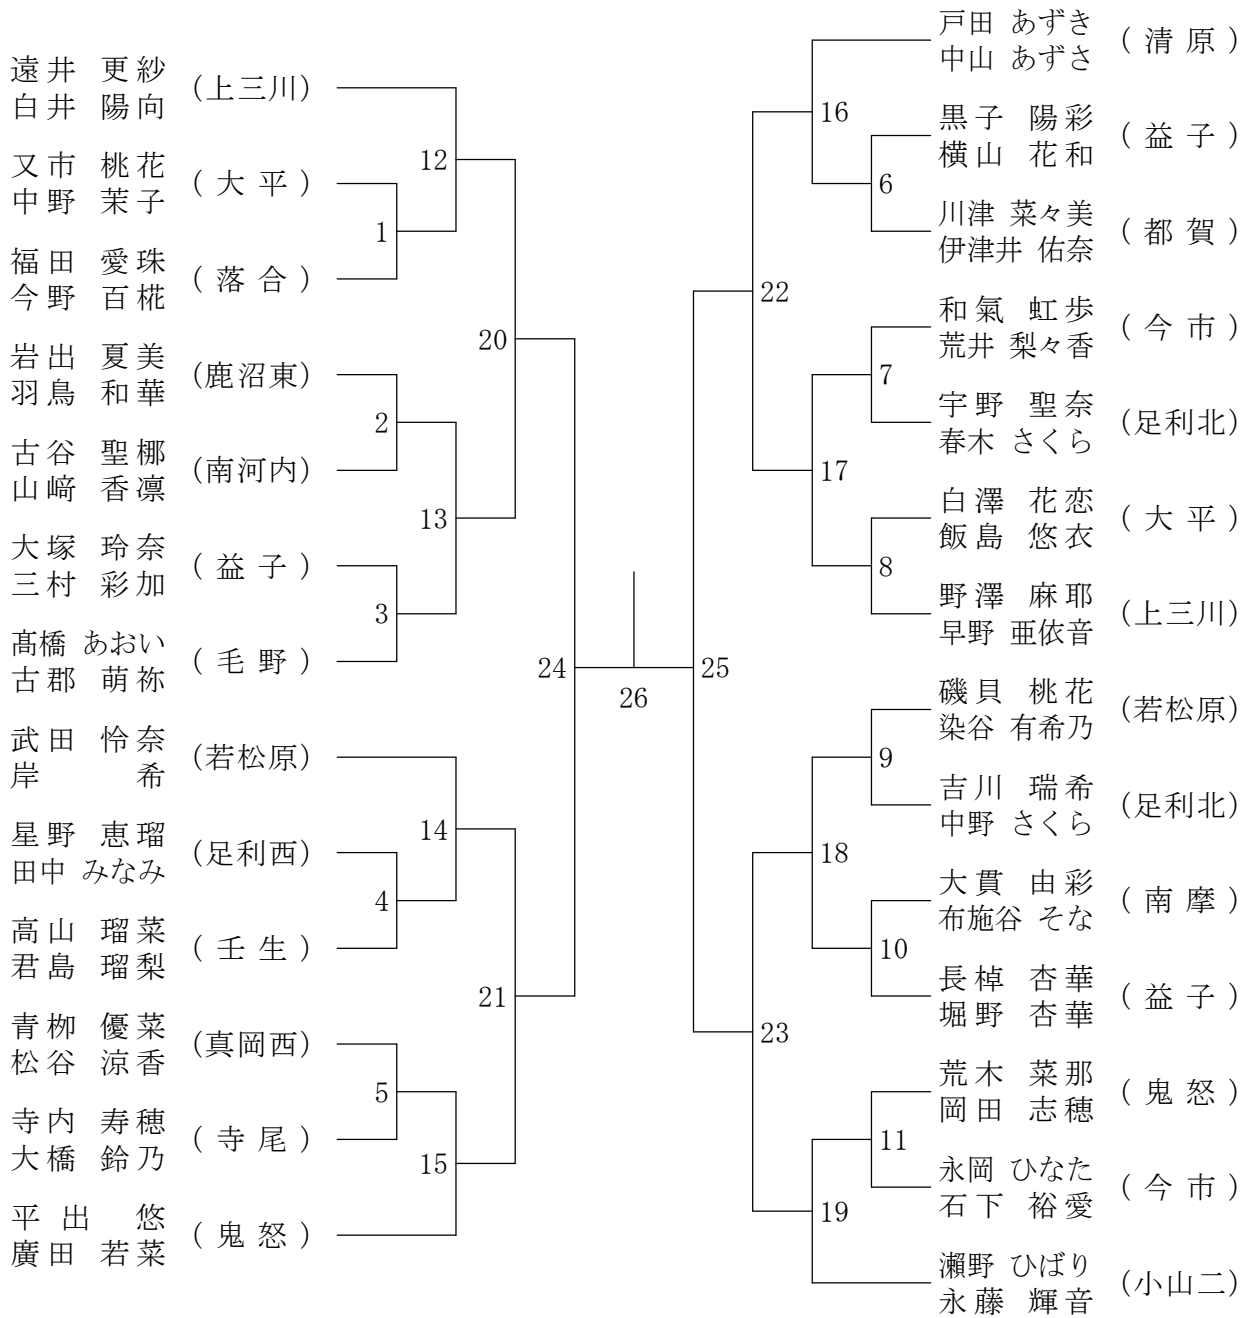 遠井 更紗
白井 陽向
(上三川)
又市 桃花
中野 茉子
(大平)
1
12
福田 愛珠
今野 百椛
(落合)
岩出 夏美
羽鳥 和華
(鹿沼東)
2
20
古谷 聖梛
山﨑 香凛
(南河内)
13
大塚 玲奈
三村 彩加
(益子)
3
髙橋 あおい
古郡 萌祢
(毛野)
24
武田 怜奈
岸 希
(若松原)
14
星野 恵瑠
田中 みなみ
(足利西)
4
高山 瑠菜
君島 瑠梨
(壬生)
21
青栁 優菜
松谷 涼香
(真岡西)
5
寺内 寿穂
大橋 鈴乃
(寺尾)
15
平出 悠
廣田 若菜
(鬼怒)
26
戸田 あずき
中山 あずさ
(清原)
16
黒子 陽彩
横山 花和
(益子)
6
川津 菜々美
伊津井 佑奈
(都賀)
22
和氣 虹歩
荒井 梨々香
(今市)
7
宇野 聖奈
春木 さくら
(足利北)
17
白澤 花恋
飯島 悠衣
(大平)
8
野澤 麻耶
早野 亜依音
(上三川)
25
磯貝 桃花
染谷 有希乃
(若松原)
9
吉川 瑞希
中野 さくら
(足利北)
18
大貫 由彩
布施谷 そな
(南摩)
10
長棹 杏華
堀野 杏華
(益子)
23
荒木 菜那
岡田 志穂
(鬼怒)
11
永岡 ひなた
石下 裕愛
(今市)
19
瀨野 ひばり
永藤 輝音
(小山二)